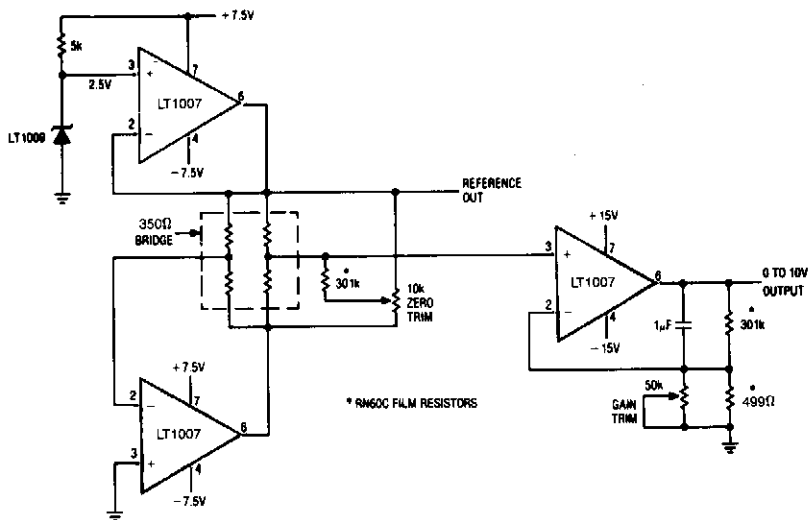 +7.5V
5k
3
+
7
2.5V
LT1007
6
LT1009
2
−
4
−7.5V
REFERENCE
OUT
350Ω
BRIDGE
+15V
*
301k
10k
ZERO
TRIM
3
+
7
LT1007
6
0 TO 10V
OUTPUT
2
−
4
−15V
1μF
*
301k
+7.5V
2
−
7
LT1007
6
3
+
4
−7.5V
* RN60C FILM RESISTORS
50k
GAIN
TRIM
*
499Ω